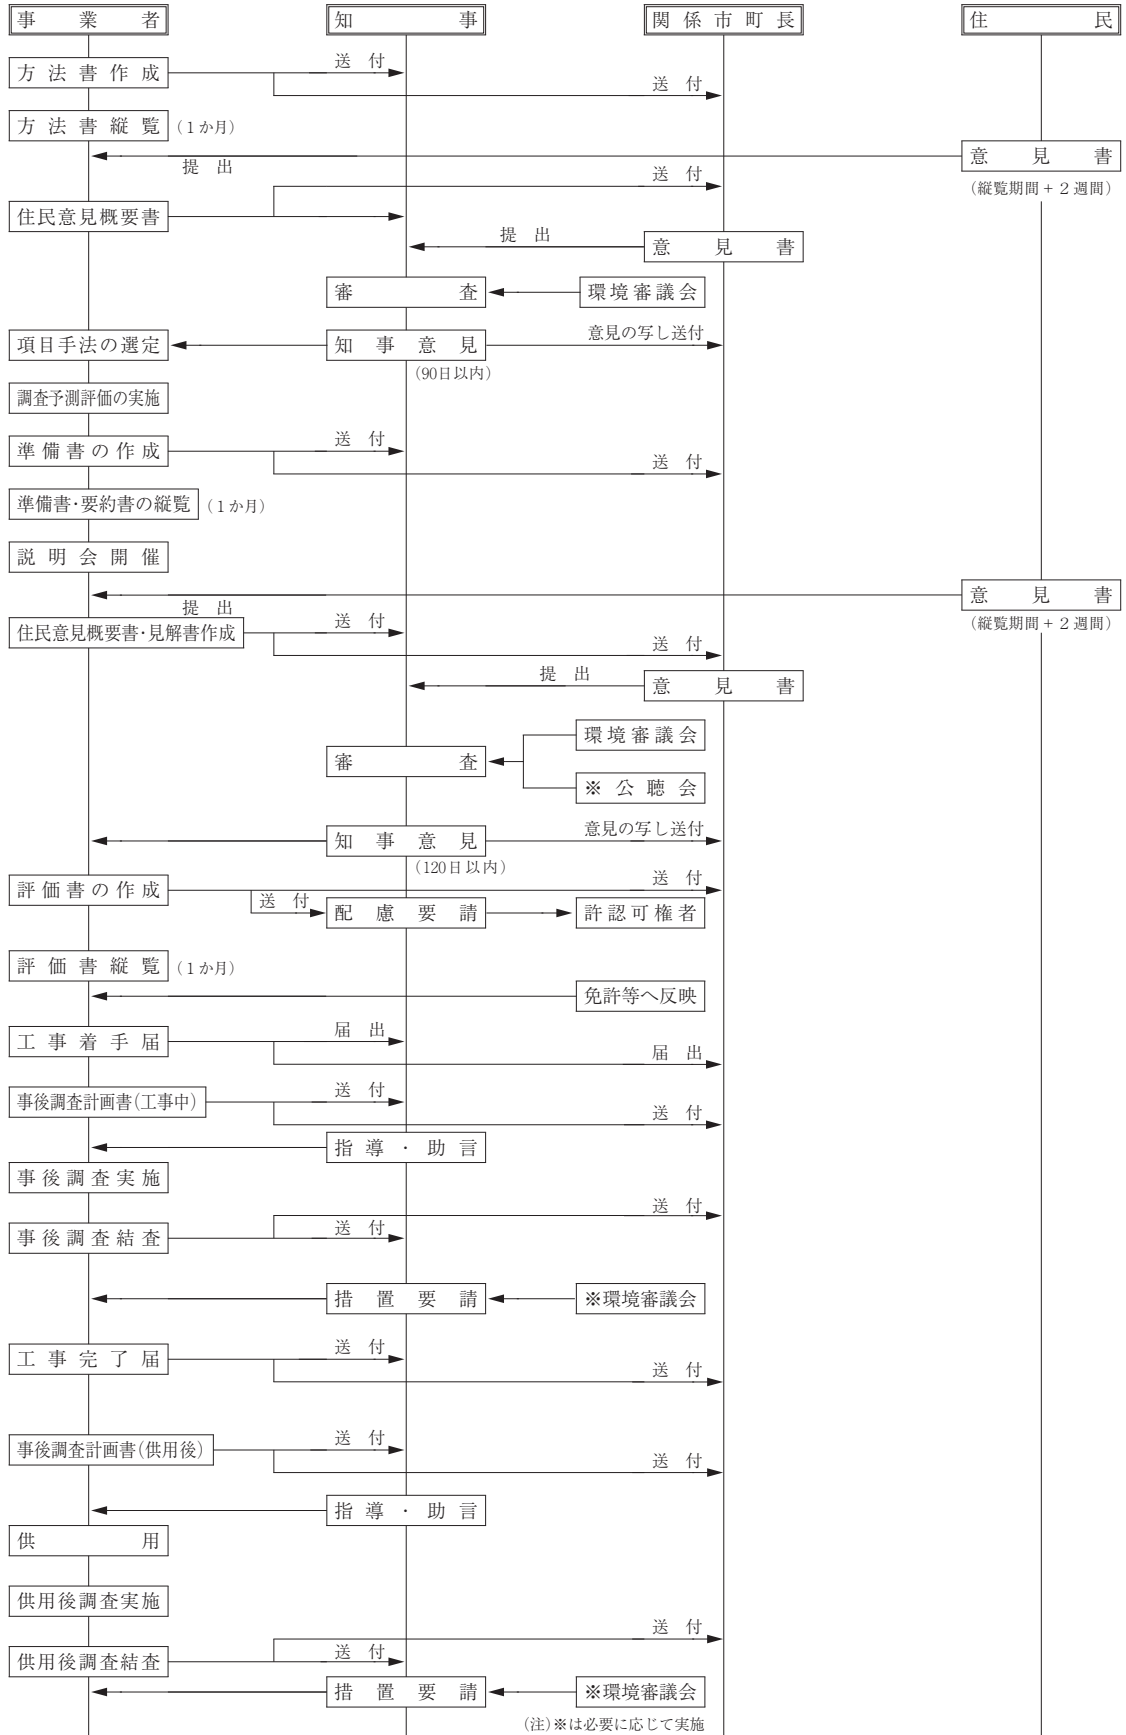 事業者 知事 関係市町長 住民
送付
方法書作成
送付
方法書縦覧 (1か月)
意見書
提出
(縦覧期間+2週間)
送付
住民意見概要書
提出
意見書
審査 環境審議会
意見の写し送付
項目手法の選定 知事意見
(90日以内)
調査予測評価の実施
送付
準備書の作成
送付
準備書・要約書の縦覧 (1か月)
説明会開催
意見書
提出
(縦覧期間+2週間)
送付
住民意見概要書・見解書作成
送付
提出
意見書
環境審議会
審査
※公聴会
意見の写し送付
知事意見
(120日以内)
送付
評価書の作成
送付
配慮要請 許認可権者
評価書縦覧 (1か月)
免許等へ反映
届出
工事着手届
届出
送付
事後調査計画書(工事中)
送付
指導・助言
事後調査実施
送付
事後調査結査 送付
措置要請 ※環境審議会
送付
工事完了届
送付
送付
事後調査計画書(供用後)
送付
指導・助言
供用
供用後調査実施
送付
供用後調査結査 送付
措置要請 ※環境審議会
(注)※は必要に応じて実施